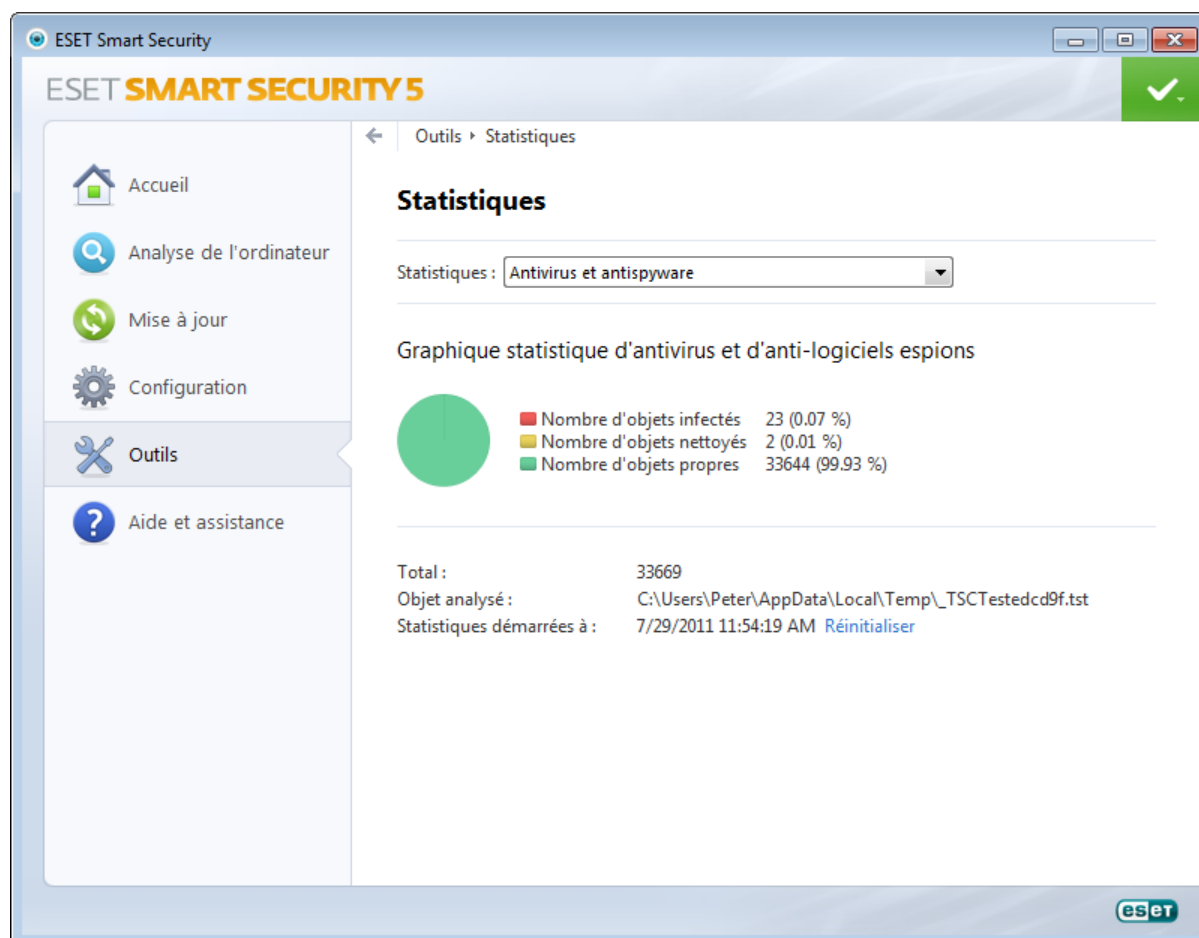 ESET Smart Security
ESET SMART SECURITY 5
Outils ‣ Statistiques
Accueil
Analyse de l'ordinateur
Mise à jour
Configuration
Outils
Aide et assistance
Statistiques
Statistiques : Antivirus et antispyware
Graphique statistique d'antivirus et d'anti-logiciels espions
Nombre d'objets infectés 23 (0.07 %)
Nombre d'objets nettoyés 2 (0.01 %)
Nombre d'objets propres 33644 (99.93 %)
Total : 33669
Objet analysé : C:\Users\Peter\AppData\Local\Temp\_TSCTestedcd9f.tst
Statistiques démarrées à : 7/29/2011 11:54:19 AM Réinitialiser
eseT